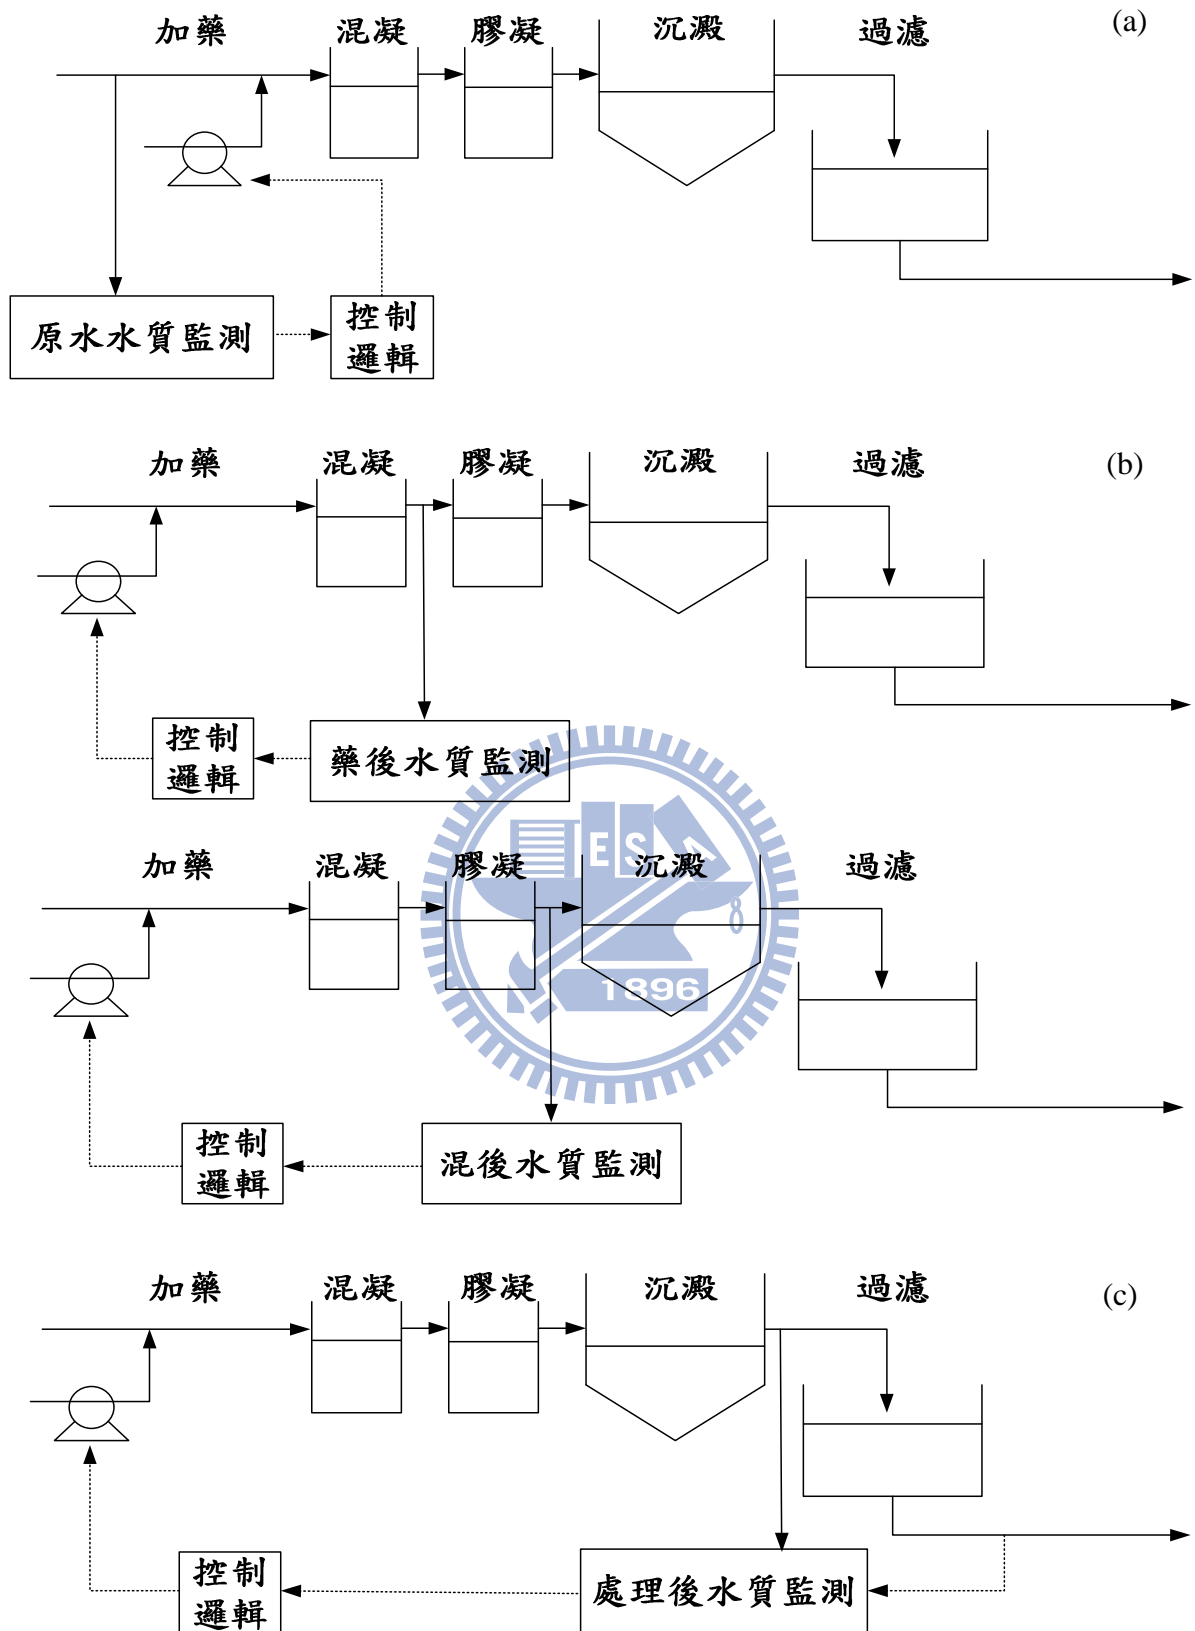 加藥 混凝 膠凝 沉澱 過濾 (a)
原水水質監測
控制
邏輯
加藥 混凝 膠凝 沉澱 過濾 (b)
控制
邏輯
藥後水質監測
ESA
加藥 混凝 膠凝 沉澱 過濾
1896
控制
邏輯
混後水質監測
加藥 混凝 膠凝 沉澱 過濾 (c)
控制
邏輯
處理後水質監測